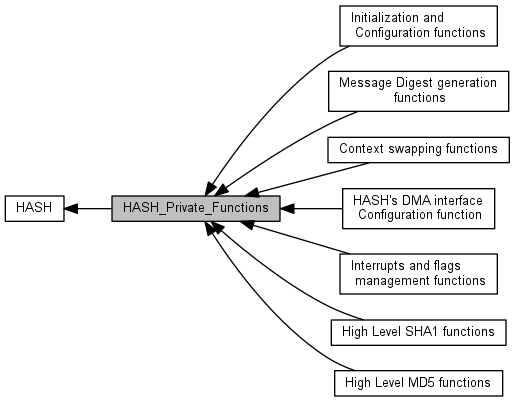 Initialization and
Configuration functions
Message Digest generation
functions
Context swapping functions
HASH's DMA interface
Configuration function
HASH
HASH_Private_Functions
Interrupts and flags
management functions
High Level SHA1 functions
High Level MD5 functions